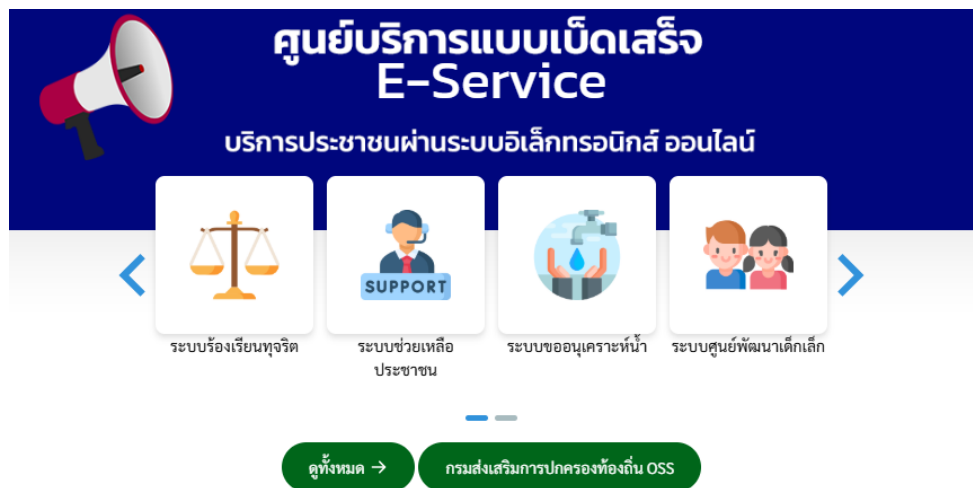 ศูนย์บริการแบบเบ็ดเสร็จ
E-Service
บริการประชาชนผ่านระบบอิเล็กทรอนิกส์ ออนไลน์
SUPPORT
ระบบร้องเรียนทุจริต
ระบบช่วยเหลือ
ประชาชน
ระบบขออนุเคราะห์น้ำ
ระบบศูนย์พัฒนาเด็กเล็ก
ดูทั้งหมด →
กรมส่งเสริมการปกครองท้องถิ่น OSS